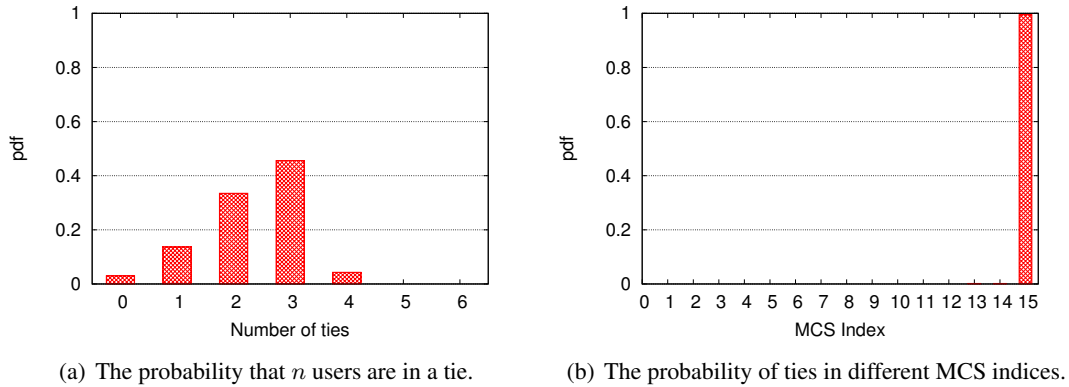 1
0.8
0.6
0.4
0.2
0
pdf
0 1 2 3 4 5 6
Number of ties
(a) The probability that n users are in a tie.
1
0.8
0.6
0.4
0.2
0
pdf
0 1 2 3 4 5 6 7 8 9 10 11 12 13 14 15
MCS Index
(b) The probability of ties in different MCS indices.